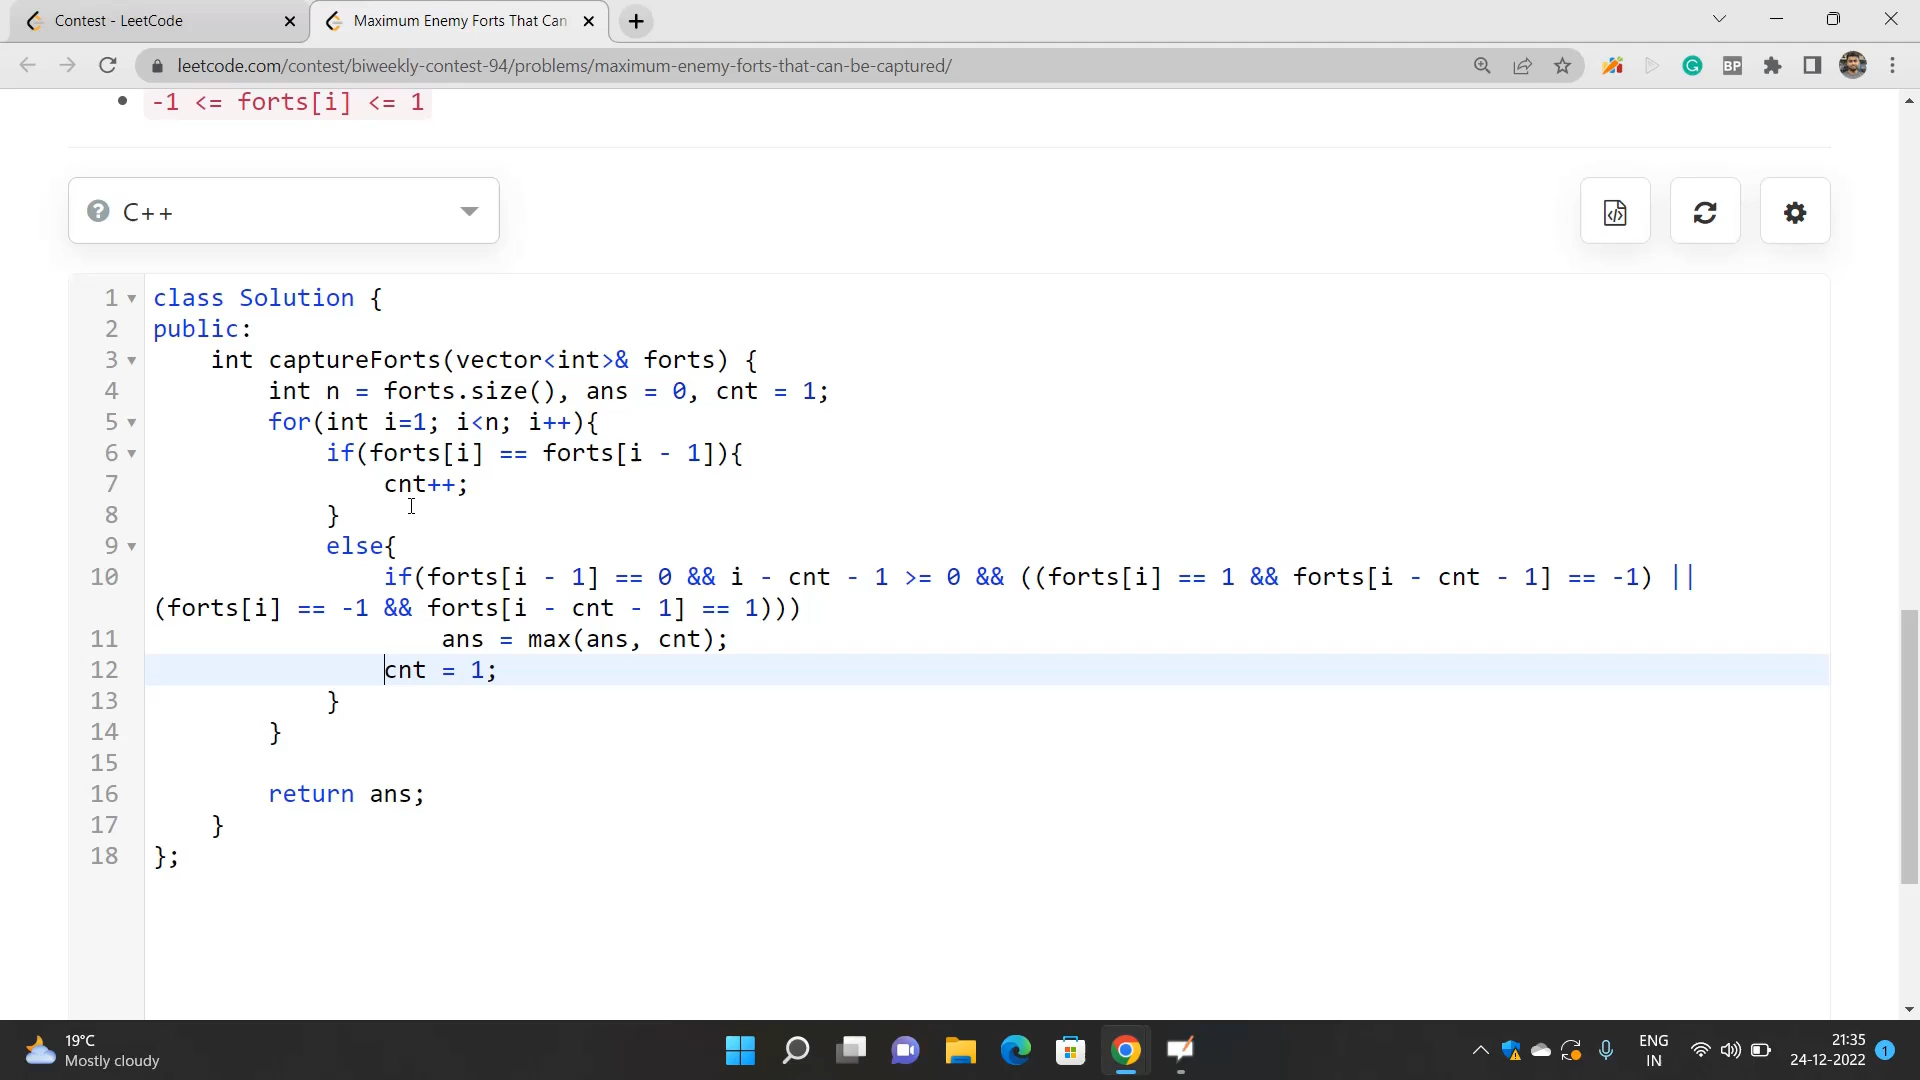 Contest - LeetCode
Maximum Enemy Forts That Can
leetcode.com/contest/biweekly-contest-94/problems/maximum-enemy-forts-that-can-be-captured/
BP
-1 <= forts[i] <= 1
C++
1 class Solution {
2 public:
3 int captureForts(vector<int>& forts) {
4 int n = forts.size(), ans = 0, cnt = 1;
5 for(int i=1; i<n; i++){
6 if(forts[i] == forts[i - 1]){
7 cnt++;
8 }
9 else{
10 if(forts[i - 1] == 0 && i - cnt - 1 >= 0 && ((forts[i] == 1 && forts[i - cnt - 1] == -1) ||
(forts[i] == -1 && forts[i - cnt - 1] == 1)))
11 ans = max(ans, cnt);
12 cnt = 1;
13 }
14 }
15
16 return ans;
17 }
18 };
19°C
Mostly cloudy
ENG
IN
21:35
24-12-2022
1